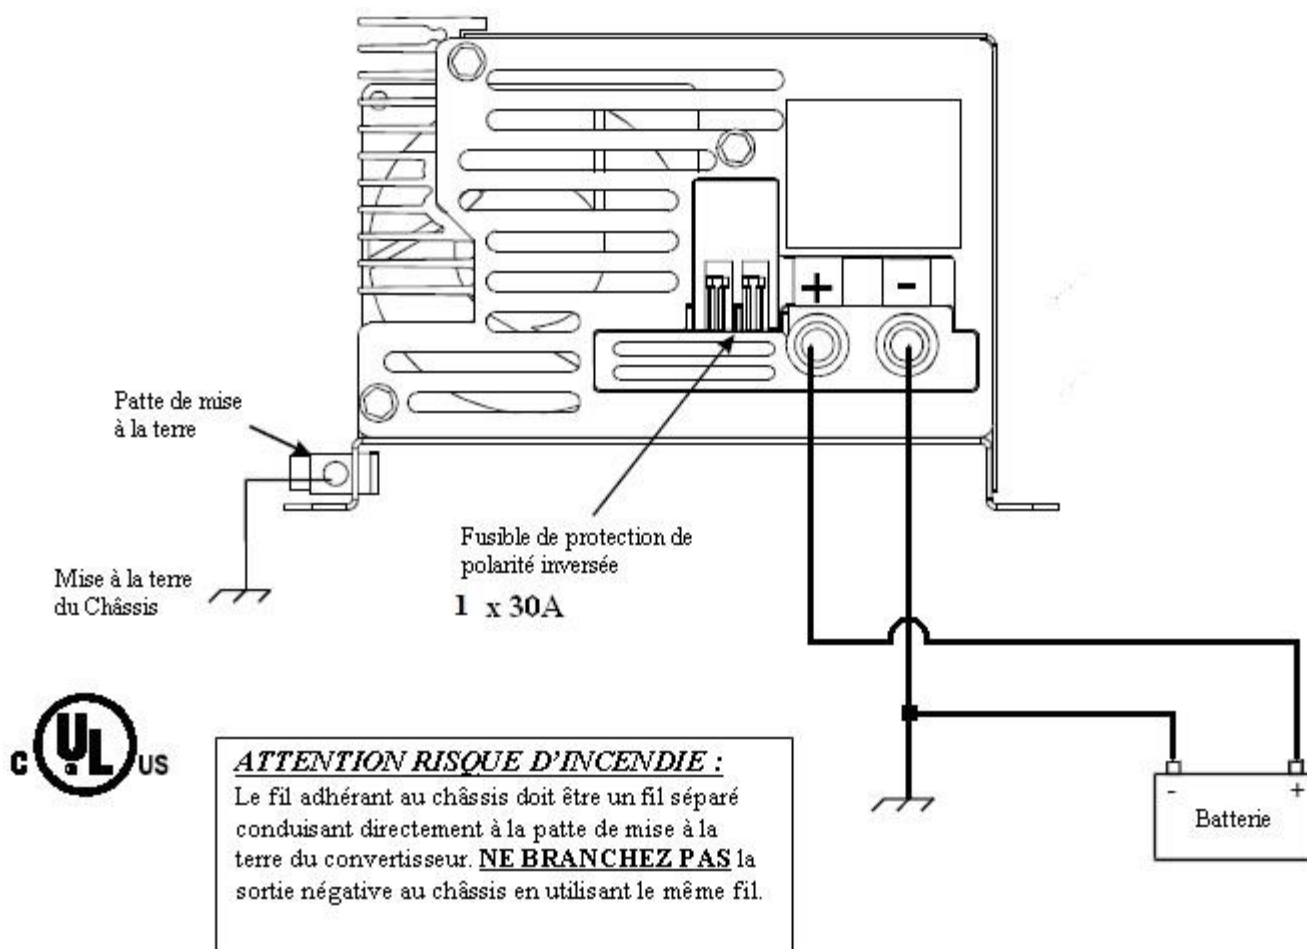 + -
Patte de mise
à la terre
Fusible de protection de
polarité inversée
1 x 30A
Mise à la terre
du Châssis
C UL US
ATTENTION RISQUE D'INCENDIE :
Le fil adhérant au châssis doit être un fil séparé
conduisant directement à la patte de mise à la
terre du convertisseur. NE BRANCHEZ PAS la
sortie négative au châssis en utilisant le même fil.
- +
Batterie